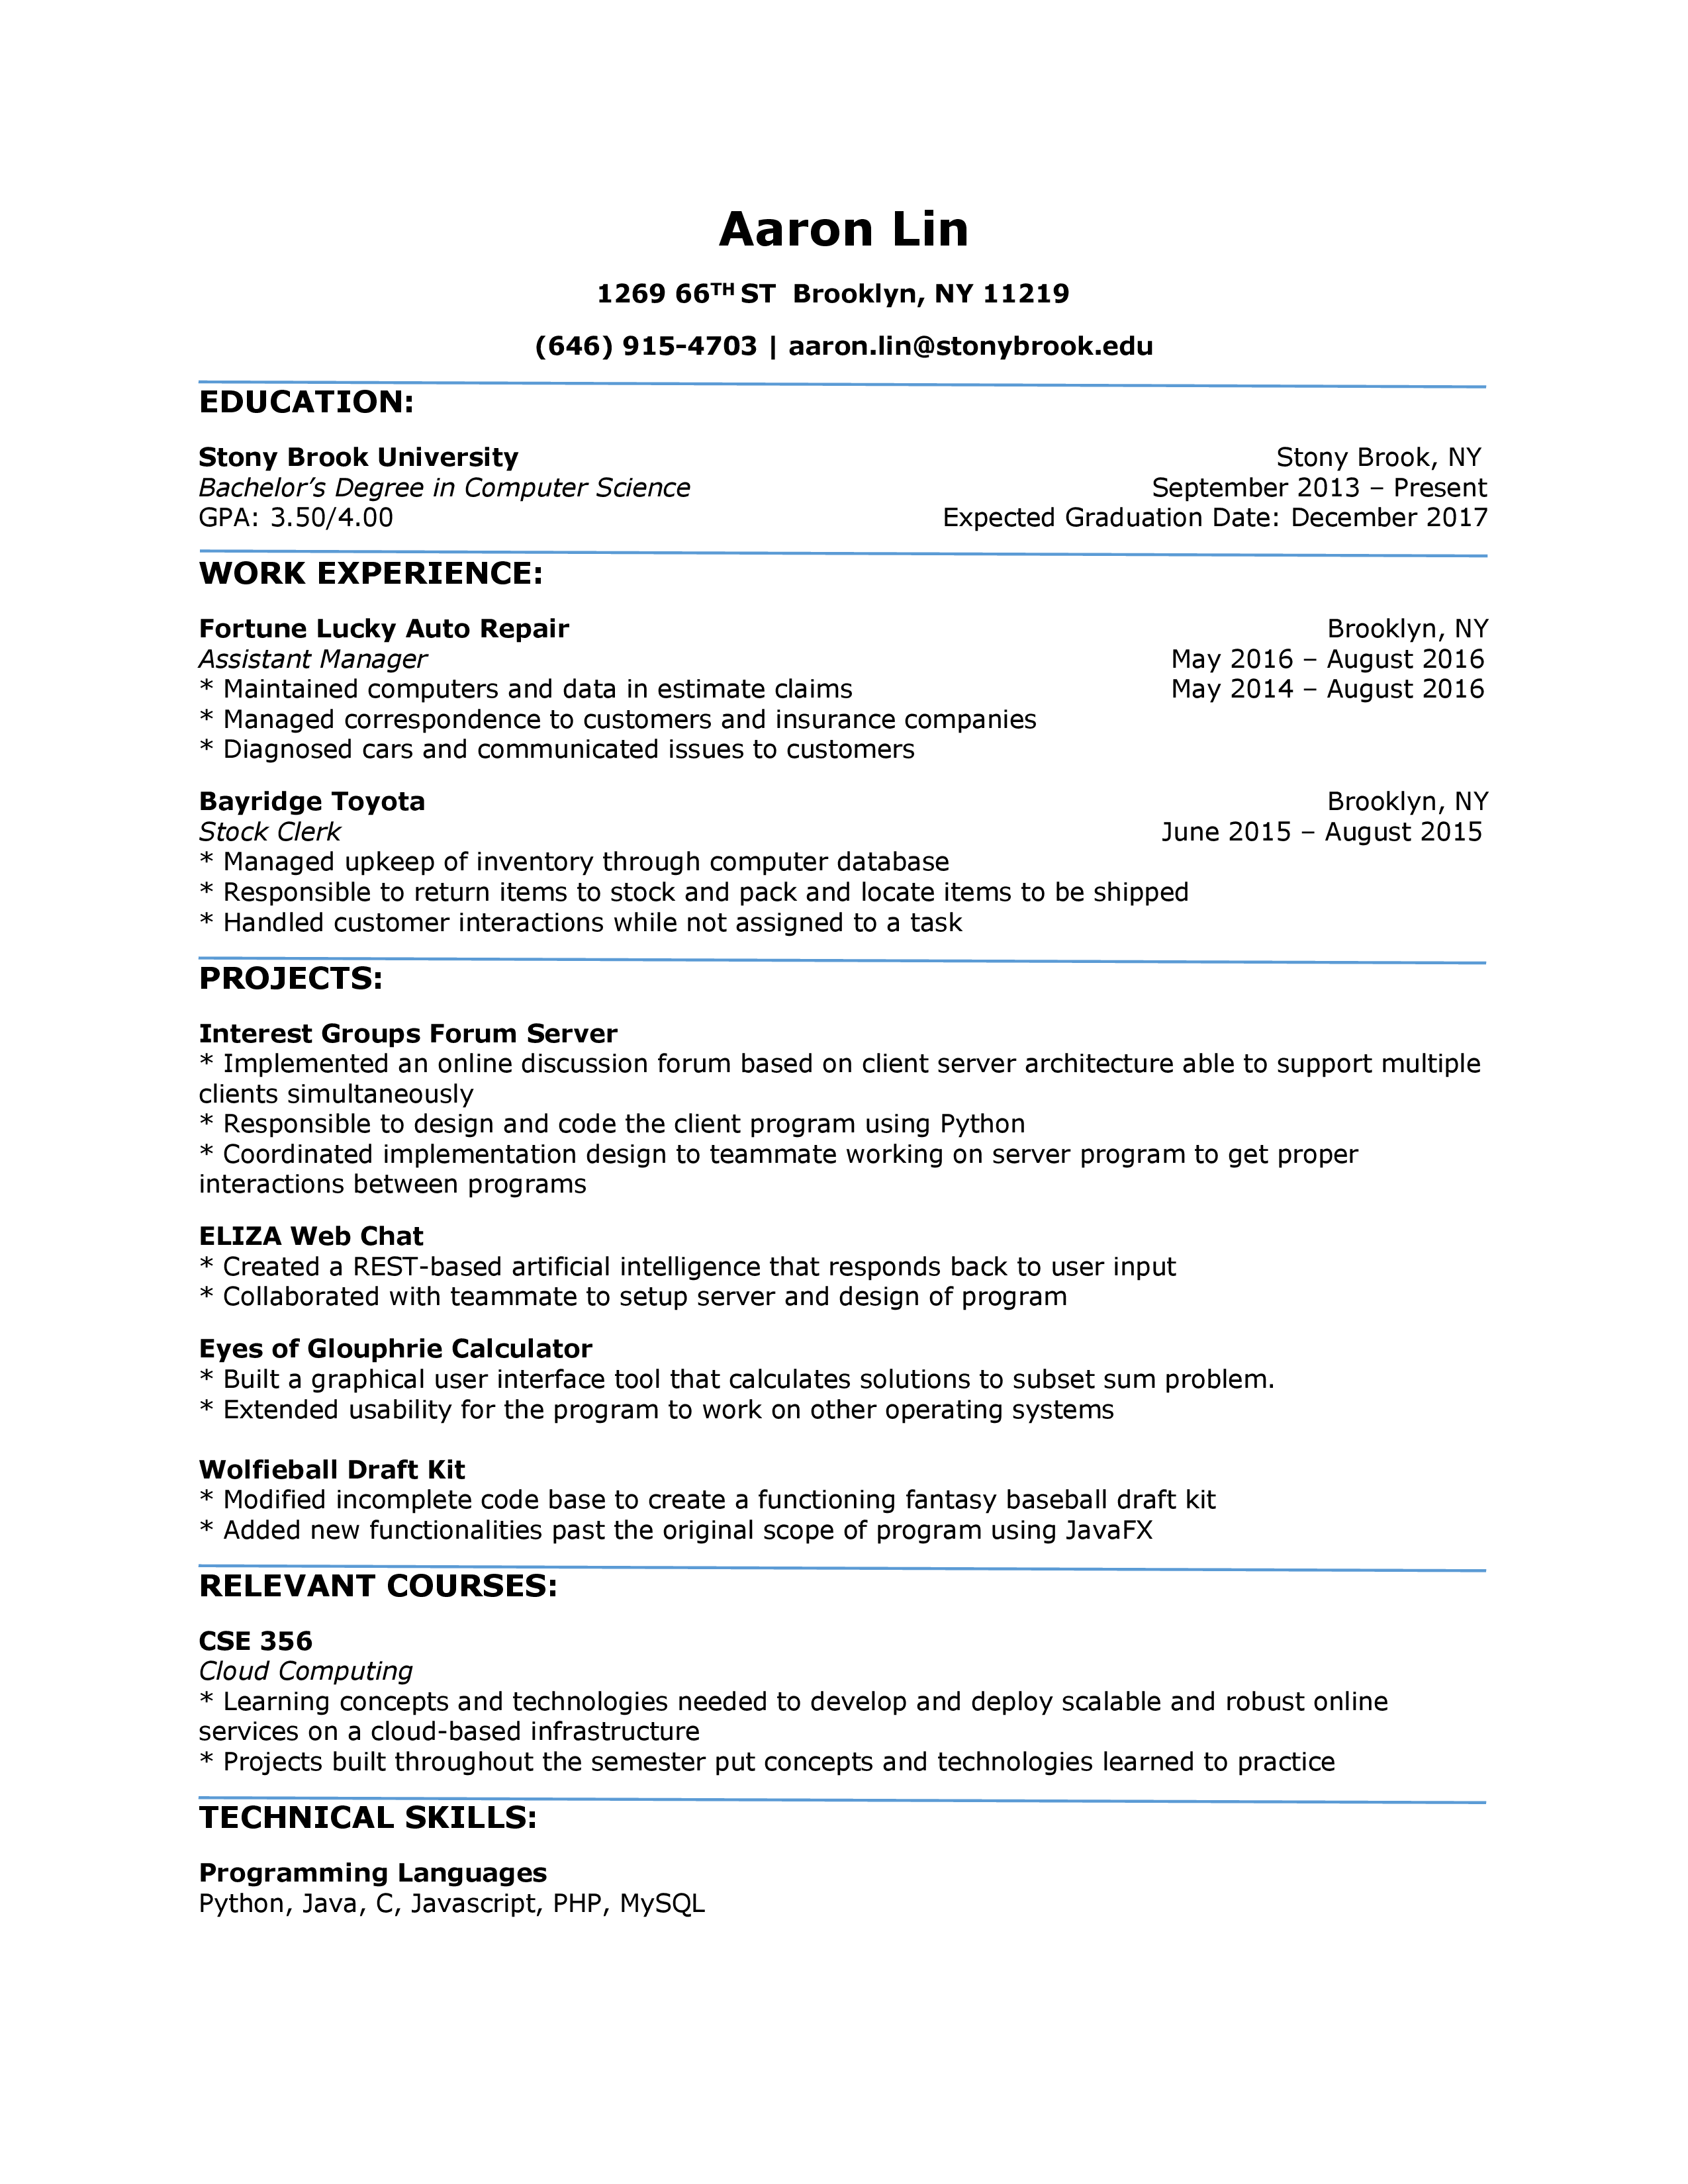 Aaron Lin
1269 66TH ST Brooklyn, NY 11219
(646) 915-4703 | aaron.lin@stonybrook.edu
EDUCATION:
Stony Brook University Stony Brook, NY
Bachelor's Degree in Computer Science September 2013 – Present
GPA: 3.50/4.00 Expected Graduation Date: December 2017
WORK EXPERIENCE:
Fortune Lucky Auto Repair Brooklyn, NY
Assistant Manager May 2016 – August 2016
* Maintained computers and data in estimate claims May 2014 – August 2016
* Managed correspondence to customers and insurance companies
* Diagnosed cars and communicated issues to customers
Bayridge Toyota Brooklyn, NY
Stock Clerk June 2015 – August 2015
* Managed upkeep of inventory through computer database
* Responsible to return items to stock and pack and locate items to be shipped
* Handled customer interactions while not assigned to a task
PROJECTS:
Interest Groups Forum Server
* Implemented an online discussion forum based on client server architecture able to support multiple
clients simultaneously
* Responsible to design and code the client program using Python
* Coordinated implementation design to teammate working on server program to get proper
interactions between programs
ELIZA Web Chat
* Created a REST-based artificial intelligence that responds back to user input
* Collaborated with teammate to setup server and design of program
Eyes of Glouphrie Calculator
* Built a graphical user interface tool that calculates solutions to subset sum problem.
* Extended usability for the program to work on other operating systems
Wolfieball Draft Kit
* Modified incomplete code base to create a functioning fantasy baseball draft kit
* Added new functionalities past the original scope of program using JavaFX
RELEVANT COURSES:
CSE 356
Cloud Computing
* Learning concepts and technologies needed to develop and deploy scalable and robust online
services on a cloud-based infrastructure
* Projects built throughout the semester put concepts and technologies learned to practice
TECHNICAL SKILLS:
Programming Languages
Python, Java, C, Javascript, PHP, MySQL